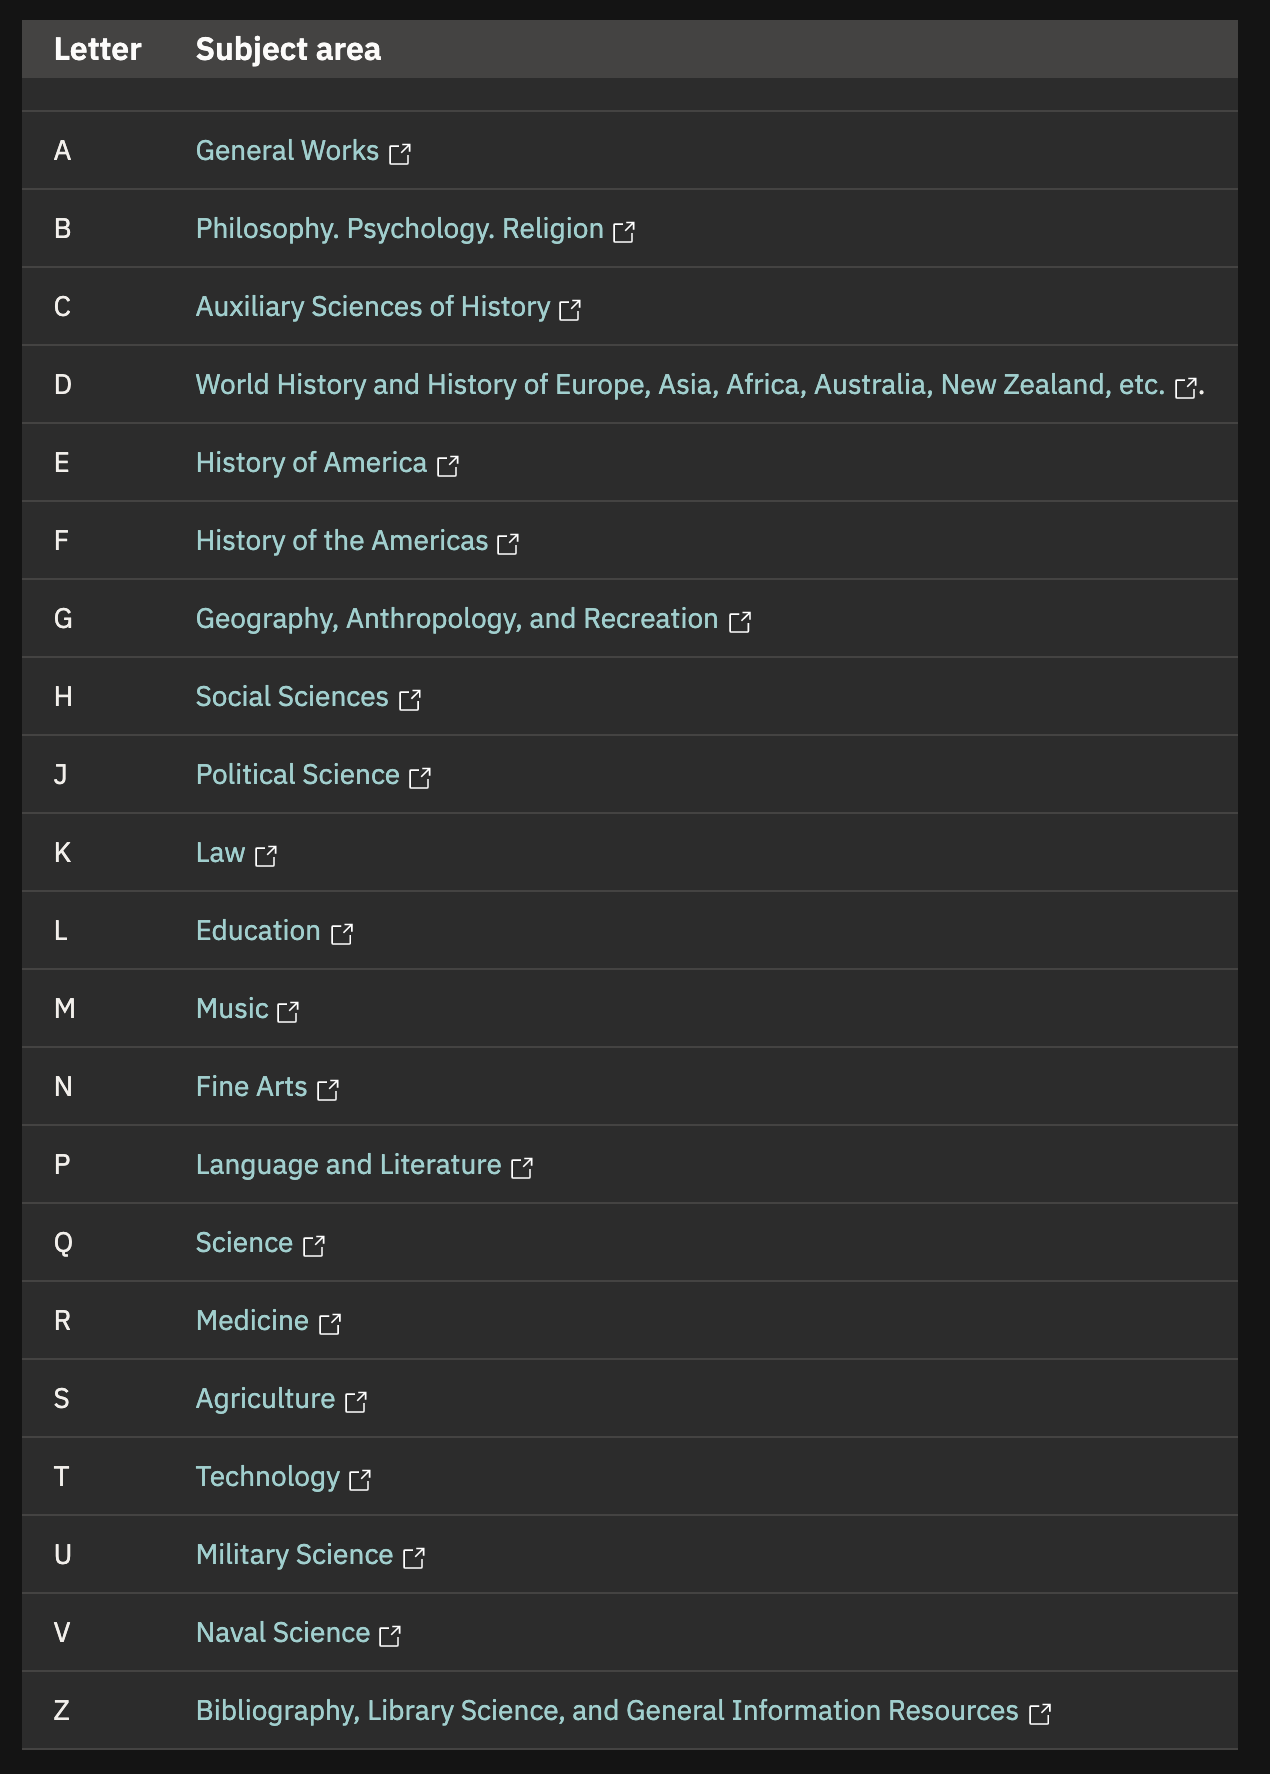 Letter Subject area
A General Works
B Philosophy. Psychology. Religion
C Auxiliary Sciences of History
D World History and History of Europe, Asia, Africa, Australia, New Zealand, etc. .
E History of America
F History of the Americas
G Geography, Anthropology, and Recreation
H Social Sciences
J Political Science
K Law
L Education
M Music
N Fine Arts
P Language and Literature
Q Science
R Medicine
S Agriculture
T Technology
U Military Science
V Naval Science
Z Bibliography, Library Science, and General Information Resources